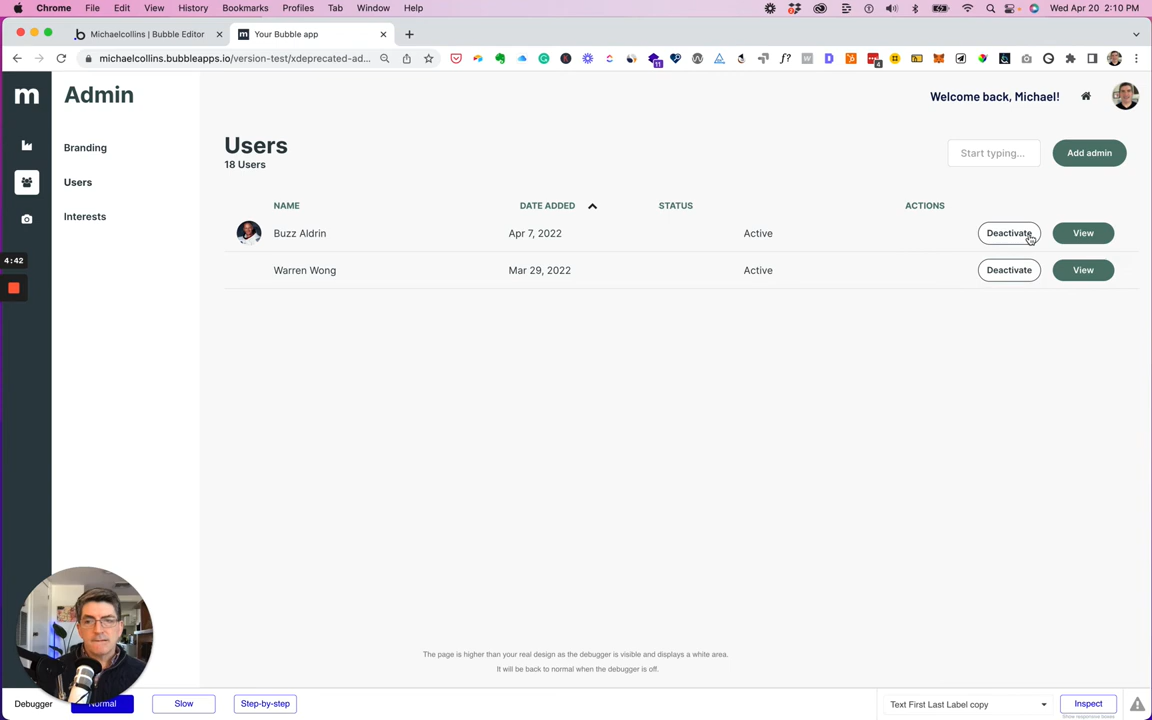 Chrome File Edit View History Bookmarks Profiles Tab Window Help Wed Apr 20 2:10 PM
Michaelcollins | Bubble Editor Your Bubble app
michaelcollins.bubbleapps.io/version-test/xdeprecated-ad...
m Admin Welcome back, Michael!
Branding
Users
Interests
Users
18 Users
Start typing... Add admin
NAME DATE ADDED STATUS ACTIONS
Buzz Aldrin Apr 7, 2022 Active Deactivate View
Warren Wong Mar 29, 2022 Active Deactivate View
4:42
The page is higher than your real design as the debugger is visible and displays a white area.
It will be back to normal when the debugger is off.
Debugger Normal Slow Step-by-step Text First Last Label copy Inspect
Show responsive boxes